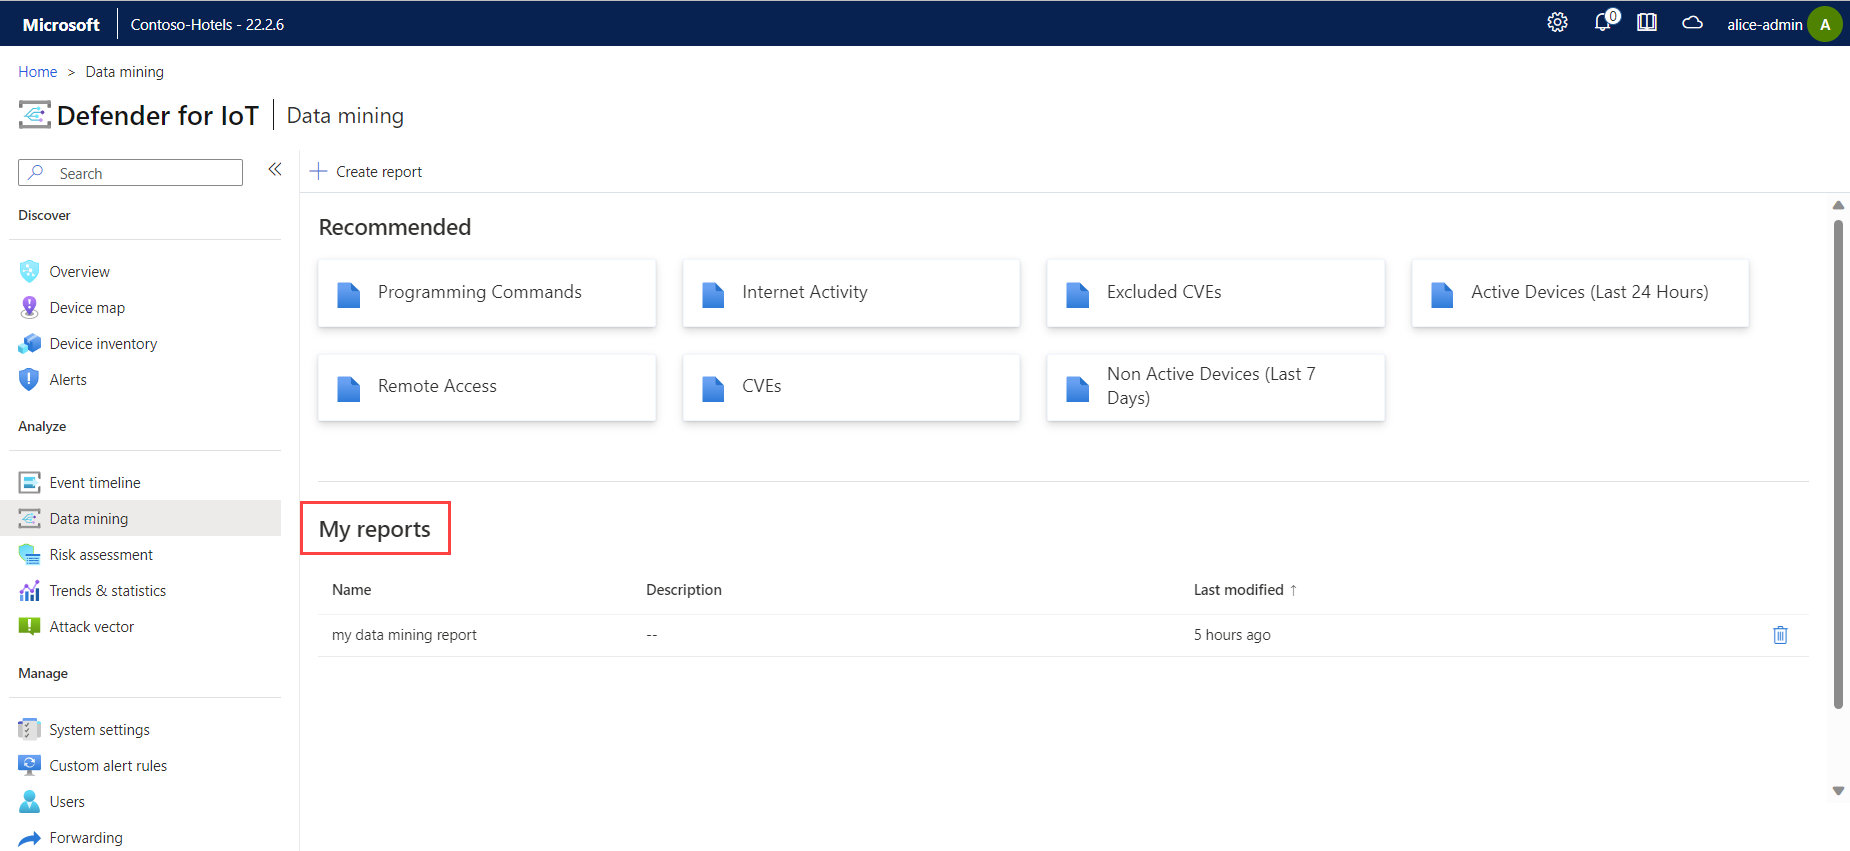 Microsoft
Contoso-Hotels - 22.2.6
0
alice-admin
A
Home > Data mining
Defender for IoT
Data mining
Search
Discover
Overview
Device map
Device inventory
Alerts
Analyze
Event timeline
Data mining
Risk assessment
Trends & statistics
Attack vector
Manage
System settings
Custom alert rules
Users
Forwarding
Create report
Recommended
Programming Commands
Internet Activity
Excluded CVEs
Active Devices (Last 24 Hours)
Remote Access
CVEs
Non Active Devices (Last 7
Days)
My reports
Name Description Last modified ↑
my data mining report -- 5 hours ago